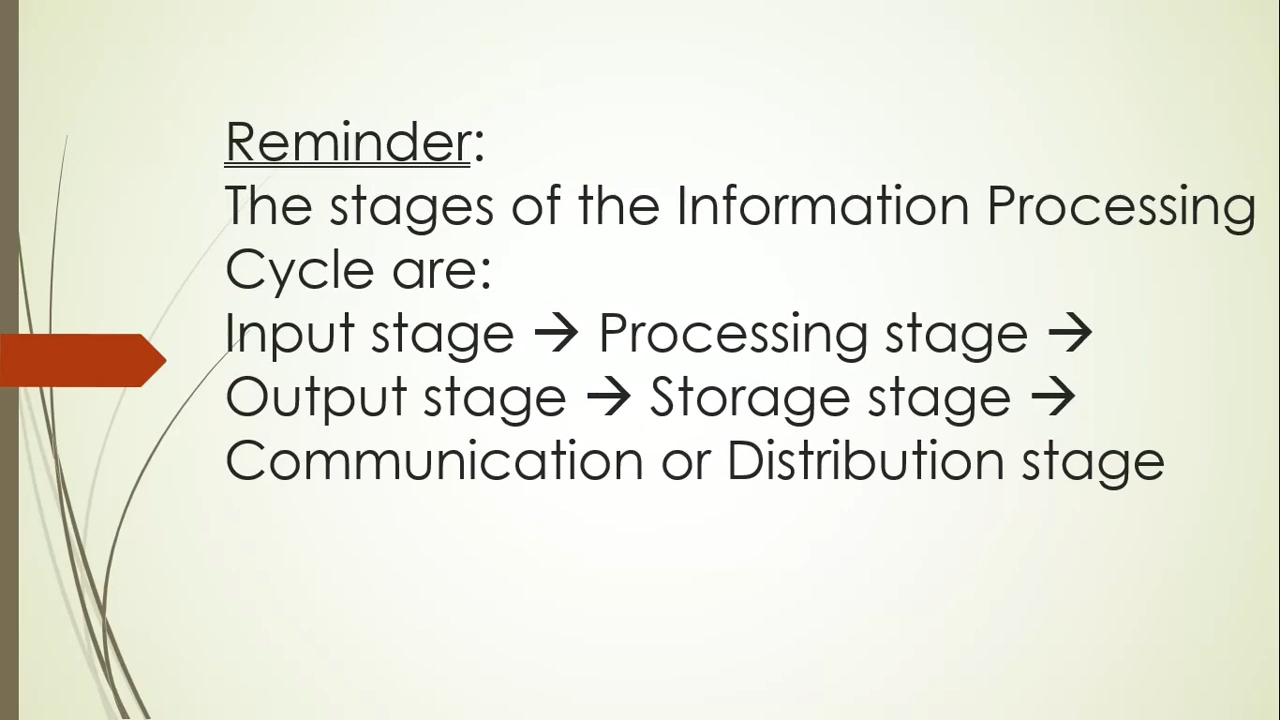 Reminder:
The stages of the Information Processing
Cycle are:
Input stage → Processing stage →
Output stage → Storage stage →
Communication or Distribution stage